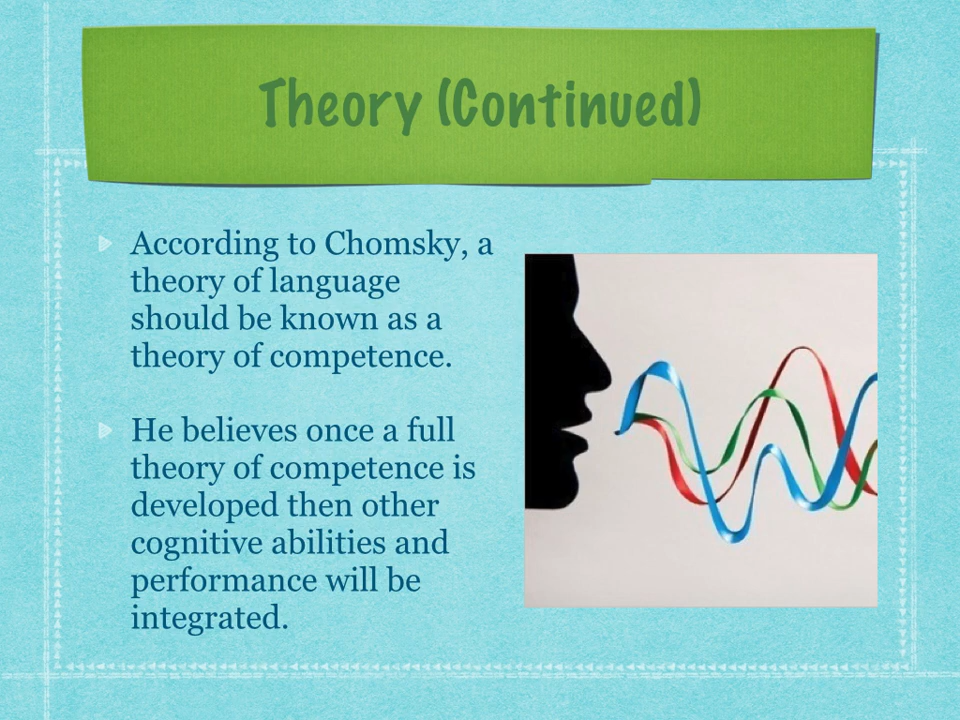 Theory (Continued)
According to Chomsky, a
theory of language
should be known as a
theory of competence.
He believes once a full
theory of competence is
developed then other
cognitive abilities and
performance will be
integrated.